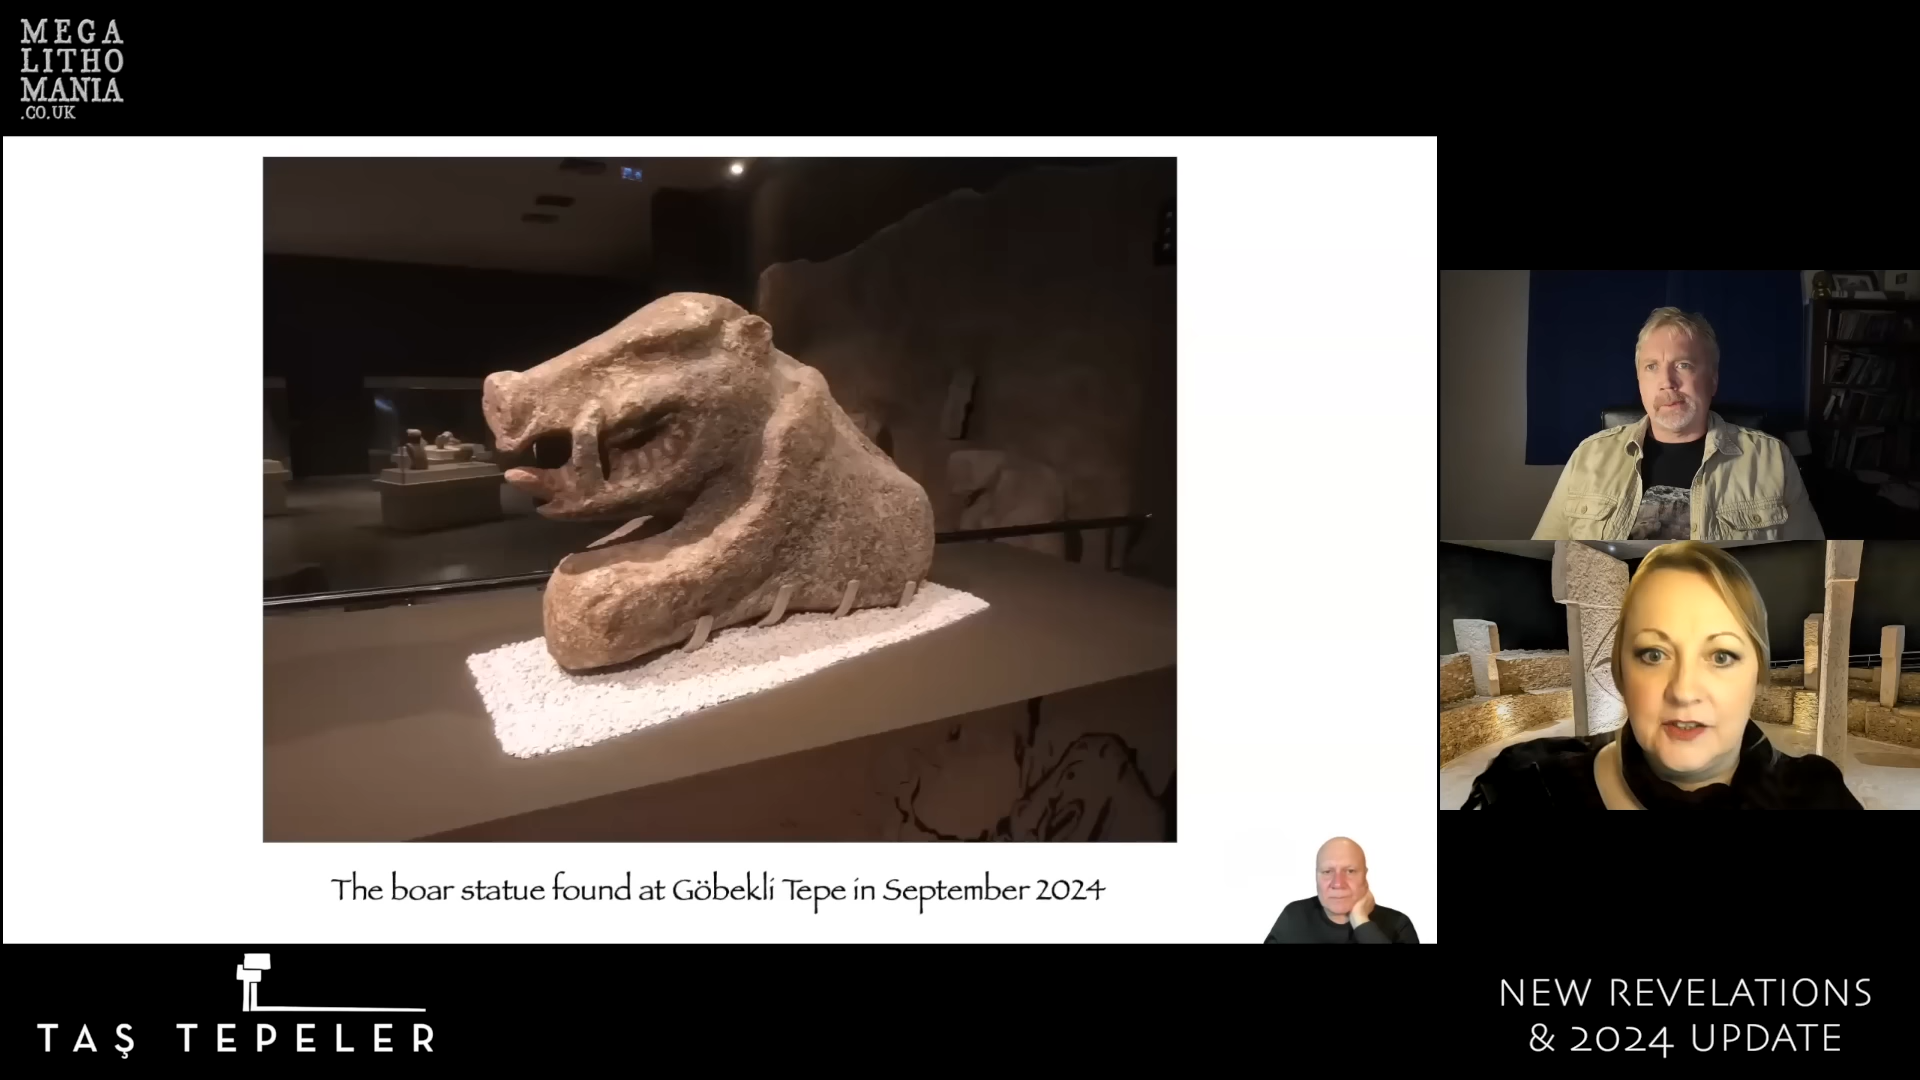 MEGA
LITHO
MANIA
.CO.UK
The boar statue found at Göbekli Tepe in September 2024
TAŞ TEPELER
NEW REVELATIONS
& 2024 UPDATE